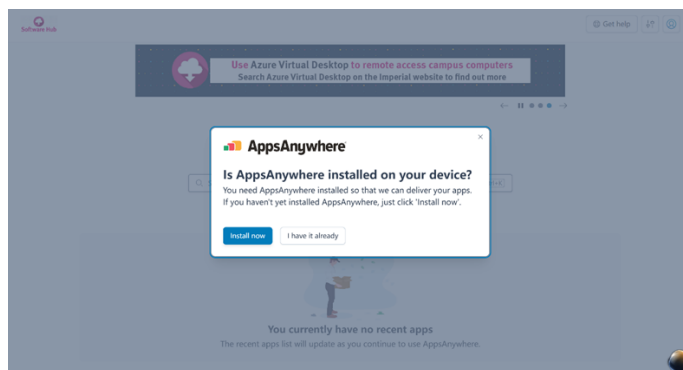 Software Hub
Get help
Use Azure Virtual Desktop to remote access campus computers
Search Azure Virtual Desktop on the Imperial website to find out more
AppsAnywhere
Is AppsAnywhere installed on your device?
You need AppsAnywhere installed so that we can deliver your apps.
If you haven't yet installed AppsAnywhere, just click 'Install now'.
Install now
I have it already
You currently have no recent apps
The recent apps list will update as you continue to use AppsAnywhere.